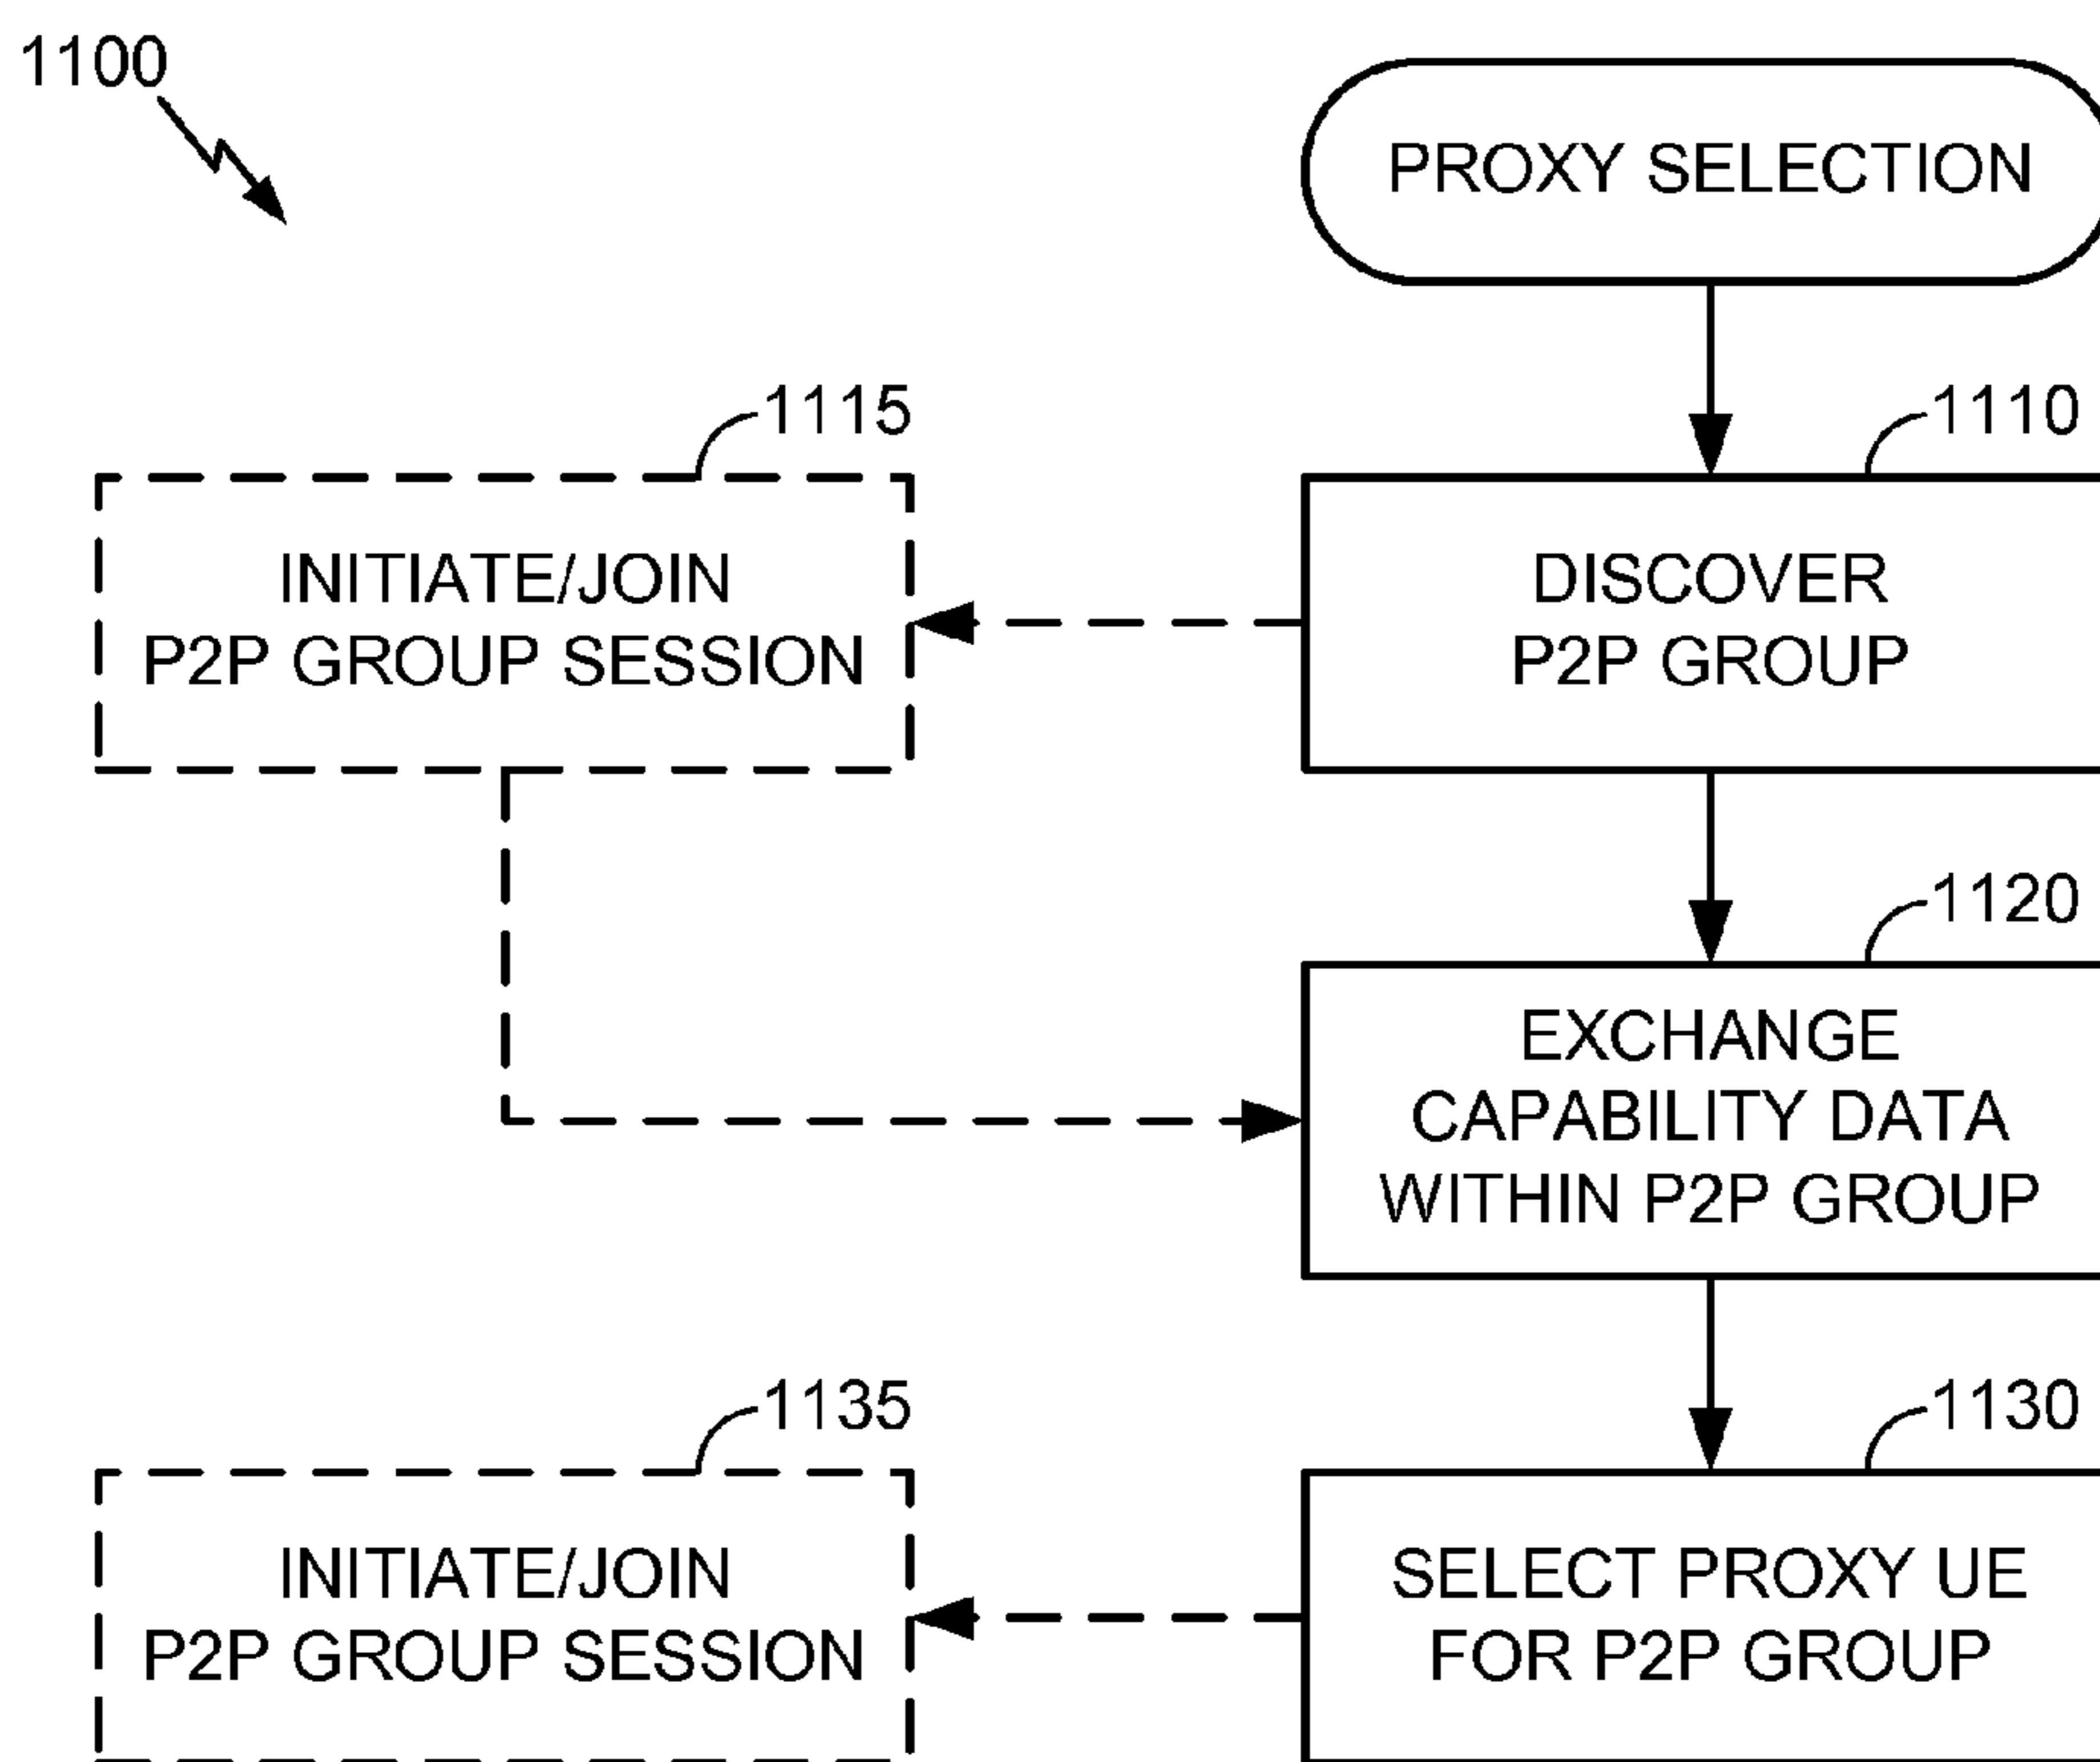 1100
PROXY SELECTION
1115
1110
INITIATE/JOIN
P2P GROUP SESSION
DISCOVER
P2P GROUP
1120
EXCHANGE
CAPABILITY DATA
WITHIN P2P GROUP
1135
1130
INITIATE/JOIN
P2P GROUP SESSION
SELECT PROXY UE
FOR P2P GROUP